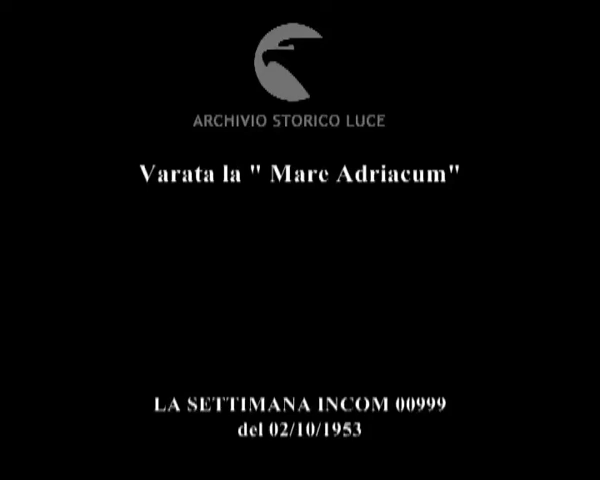 ARCHIVIO STORICO LUCE
Varata la " Mare Adriacum"
LA SETTIMANA INCOM 00999
del 02/10/1953